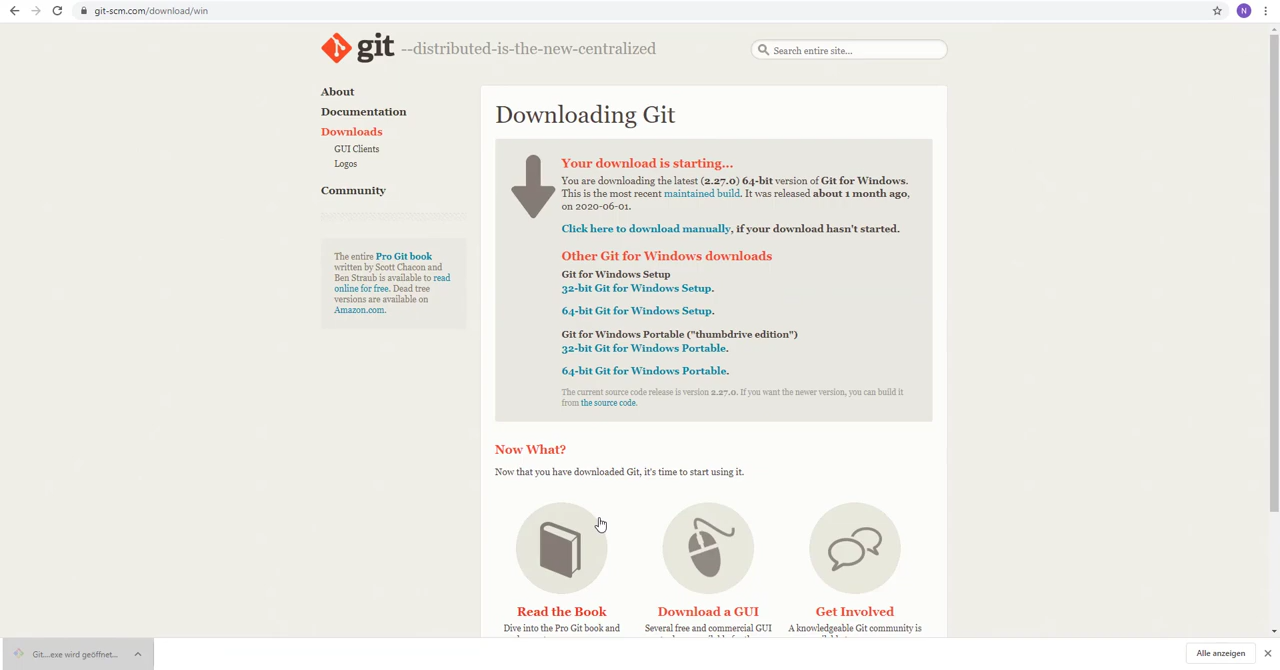 git-scm.com/download/win
N
git --distributed-is-the-new-centralized
Search entire site...
About
Documentation
Downloads
GUI Clients
Logos
Community
The entire Pro Git book
written by Scott Chacon and
Ben Straub is available to read
online for free. Dead tree
versions are available on
Amazon.com.
Downloading Git
Your download is starting...
You are downloading the latest (2.27.0) 64-bit version of Git for Windows.
This is the most recent maintained build. It was released about 1 month ago,
on 2020-06-01.
Click here to download manually, if your download hasn't started.
Other Git for Windows downloads
Git for Windows Setup
32-bit Git for Windows Setup.
64-bit Git for Windows Setup.
Git for Windows Portable ("thumbdrive edition")
32-bit Git for Windows Portable.
64-bit Git for Windows Portable.
The current source code release is version 2.27.0. If you want the newer version, you can build it
from the source code.
Now What?
Now that you have downloaded Git, it's time to start using it.
Read the Book
Dive into the Pro Git book and
Download a GUI
Several free and commercial GUI
Get Involved
A knowledgeable Git community is
Git....exe wird geöffnet...
Alle anzeigen